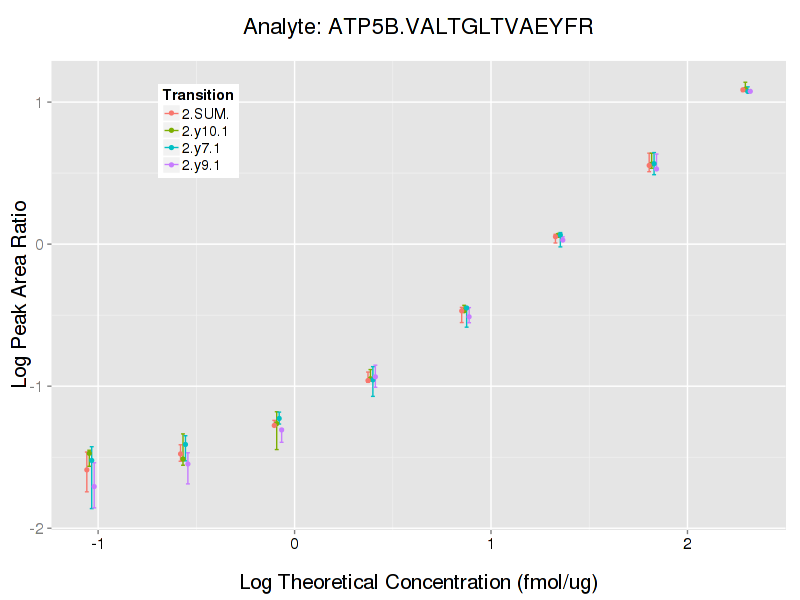 Analyte: ATP5B.VALTGLTVAEYFR
Transition
2.SUM.
2.y10.1
2.y7.1
2.y9.1
Log Peak Area Ratio
1
0
-1
-2
-1
0
1
2
Log Theoretical Concentration (fmol/ug)